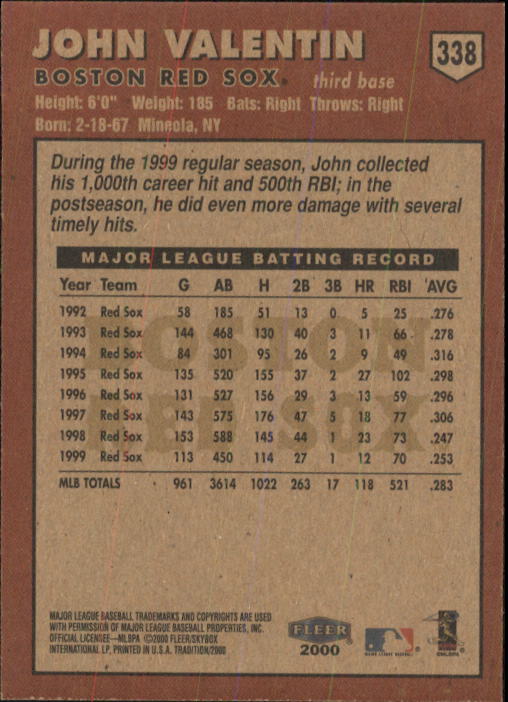 JOHN VALENTIN
338
BOSTON RED SOX® third base
Height: 6'0" Weight: 185 Bats: Right Throws: Right
Born: 2-18-67 Mineola, NY
During the 1999 regular season, John collected
his 1,000th career hit and 500th RBI; in the
postseason, he did even more damage with several
timely hits.
MAJOR LEAGUE BATTING RECORD
Year Team G AB H 2B 3B HR RBI AVG
1992 Red Sox 58 185 51 13 0 5 25 .276
1993 Red Sox 144 468 130 40 3 11 66 .278
1994 Red Sox 84 301 95 26 2 9 49 .316
1995 Red Sox 135 520 155 37 2 27 102 .298
1996 Red Sox 131 527 156 29 3 13 59 .296
1997 Red Sox 143 575 176 47 5 18 77 .306
1998 Red Sox 153 588 145 44 1 23 73 .247
1999 Red Sox 113 450 114 27 1 12 70 .253
MLB TOTALS 961 3614 1022 263 17 118 521 .283
BOSTON
RED SOX
MAJOR LEAGUE BASEBALL TRADEMARKS AND COPYRIGHTS ARE USED
WITH PERMISSION OF MAJOR LEAGUE BASEBALL PROPERTIES, INC.
OFFICIAL LICENSEE—MLBPA ©2000 FLEER/SKYBOX
INTERNATIONAL LP, PRINTED IN U.S.A. TRADITION/2000
FLEER
2000
MAJOR LEAGUE BASEBALL
©MLBPA